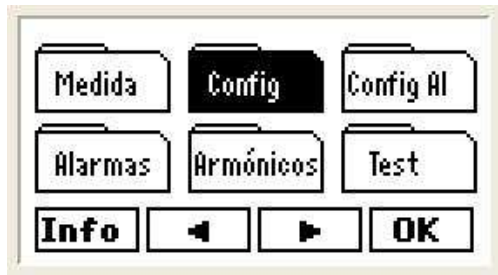 Medida Config Config Al
Alarmas Armónicos Test
Info ◄ ► OK